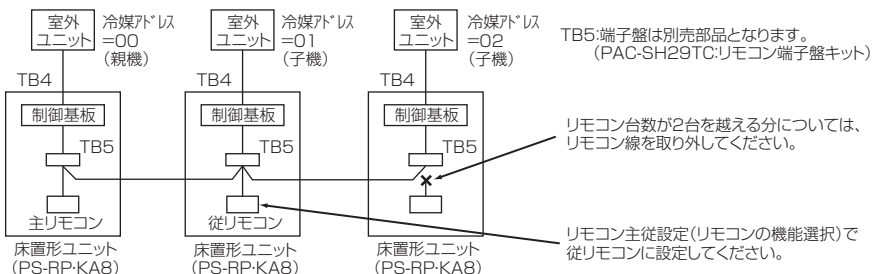 室外
ユニット
冷媒アドレス
=00
(親機)
室外
ユニット
冷媒アドレス
=01
(子機)
室外
ユニット
冷媒アドレス
=02
(子機)
TB5:端子盤は別売部品となります。
(PAC-SH29TC:リモコン端子盤キット)
TB4
TB4
TB4
制御基板
制御基板
制御基板
TB5
TB5
TB5
リモコン台数が2台を越える分については、
リモコン線を取り外してください。
主リモコン
従リモコン
リモコン主従設定(リモコンの機能選択)で
従リモコンに設定してください。
床置形ユニット
(PS-RP･KA8)
床置形ユニット
(PS-RP･KA8)
床置形ユニット
(PS-RP･KA8)